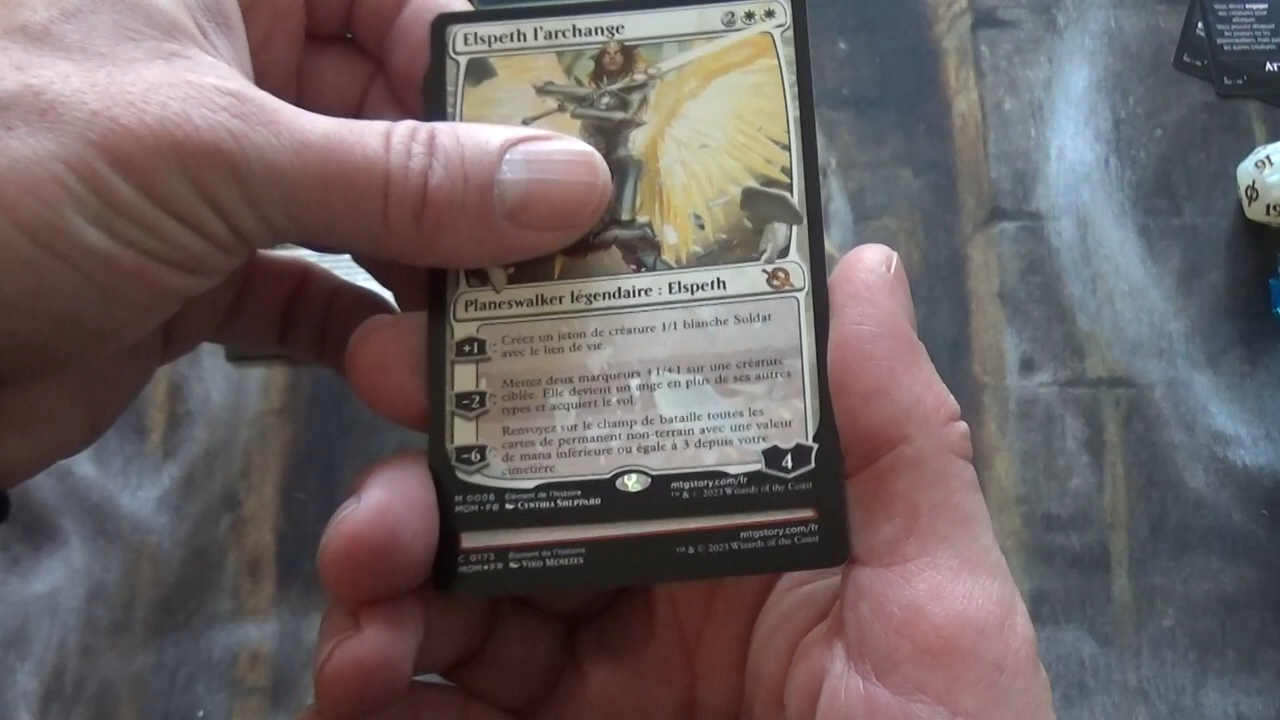 Elspeth l'archange
2
Planeswalker légendaire : Elspeth
+1 : Créez un jeton de créature 1/1 blanche Soldat
avec le lien de vie.
-2 : Mettez deux marqueurs +1/+1 sur une créature
ciblée. Elle devient un ange en plus de ses autres
types et acquiert le vol.
Renvoyez sur le champ de bataille toutes les
cartes de permanent non-terrain avec une valeur
-6 : de mana inférieure ou égale à 3 depuis votre
cimetière.
4
M 0006 Élément de l'histoire
MOM • FR Cynthia Sheppard
mtgstory.com/fr
™ & © 2023 Wizards of the Coast
C 0173 Élément de l'histoire
MOM★FR
mtgstory.com/fr
™ & © 2023 Wizards of the Coast
16
19